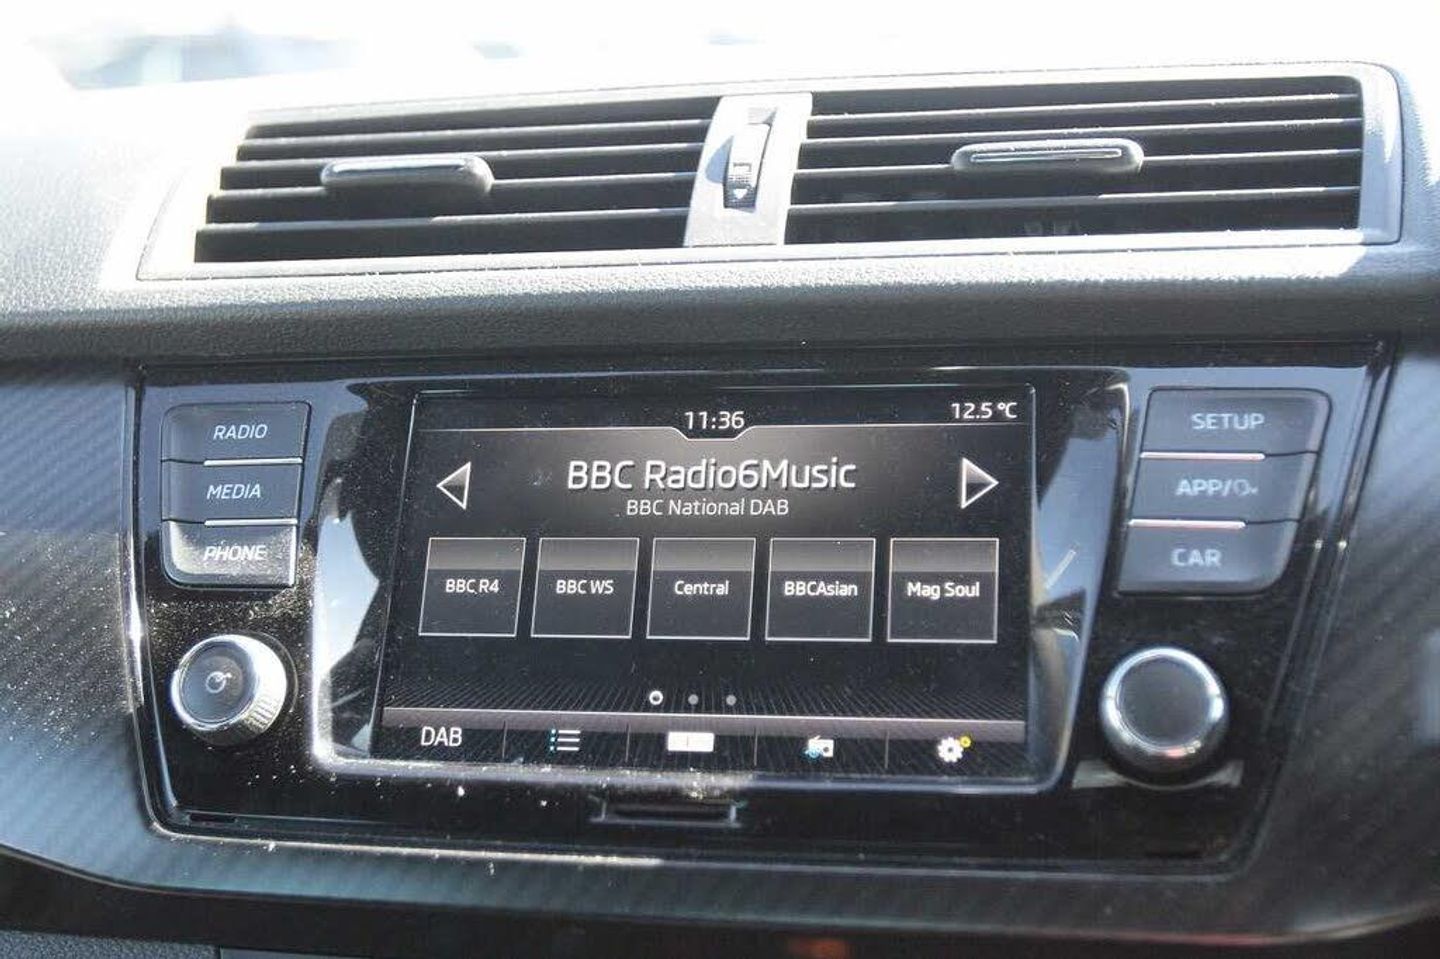 11:36
12.5 °C
RADIO
MEDIA
PHONE
BBC Radio6Music
BBC National DAB
BBC R4
BBC WS
Central
BBCAsian
Mag Soul
DAB
SETUP
APP/
CAR